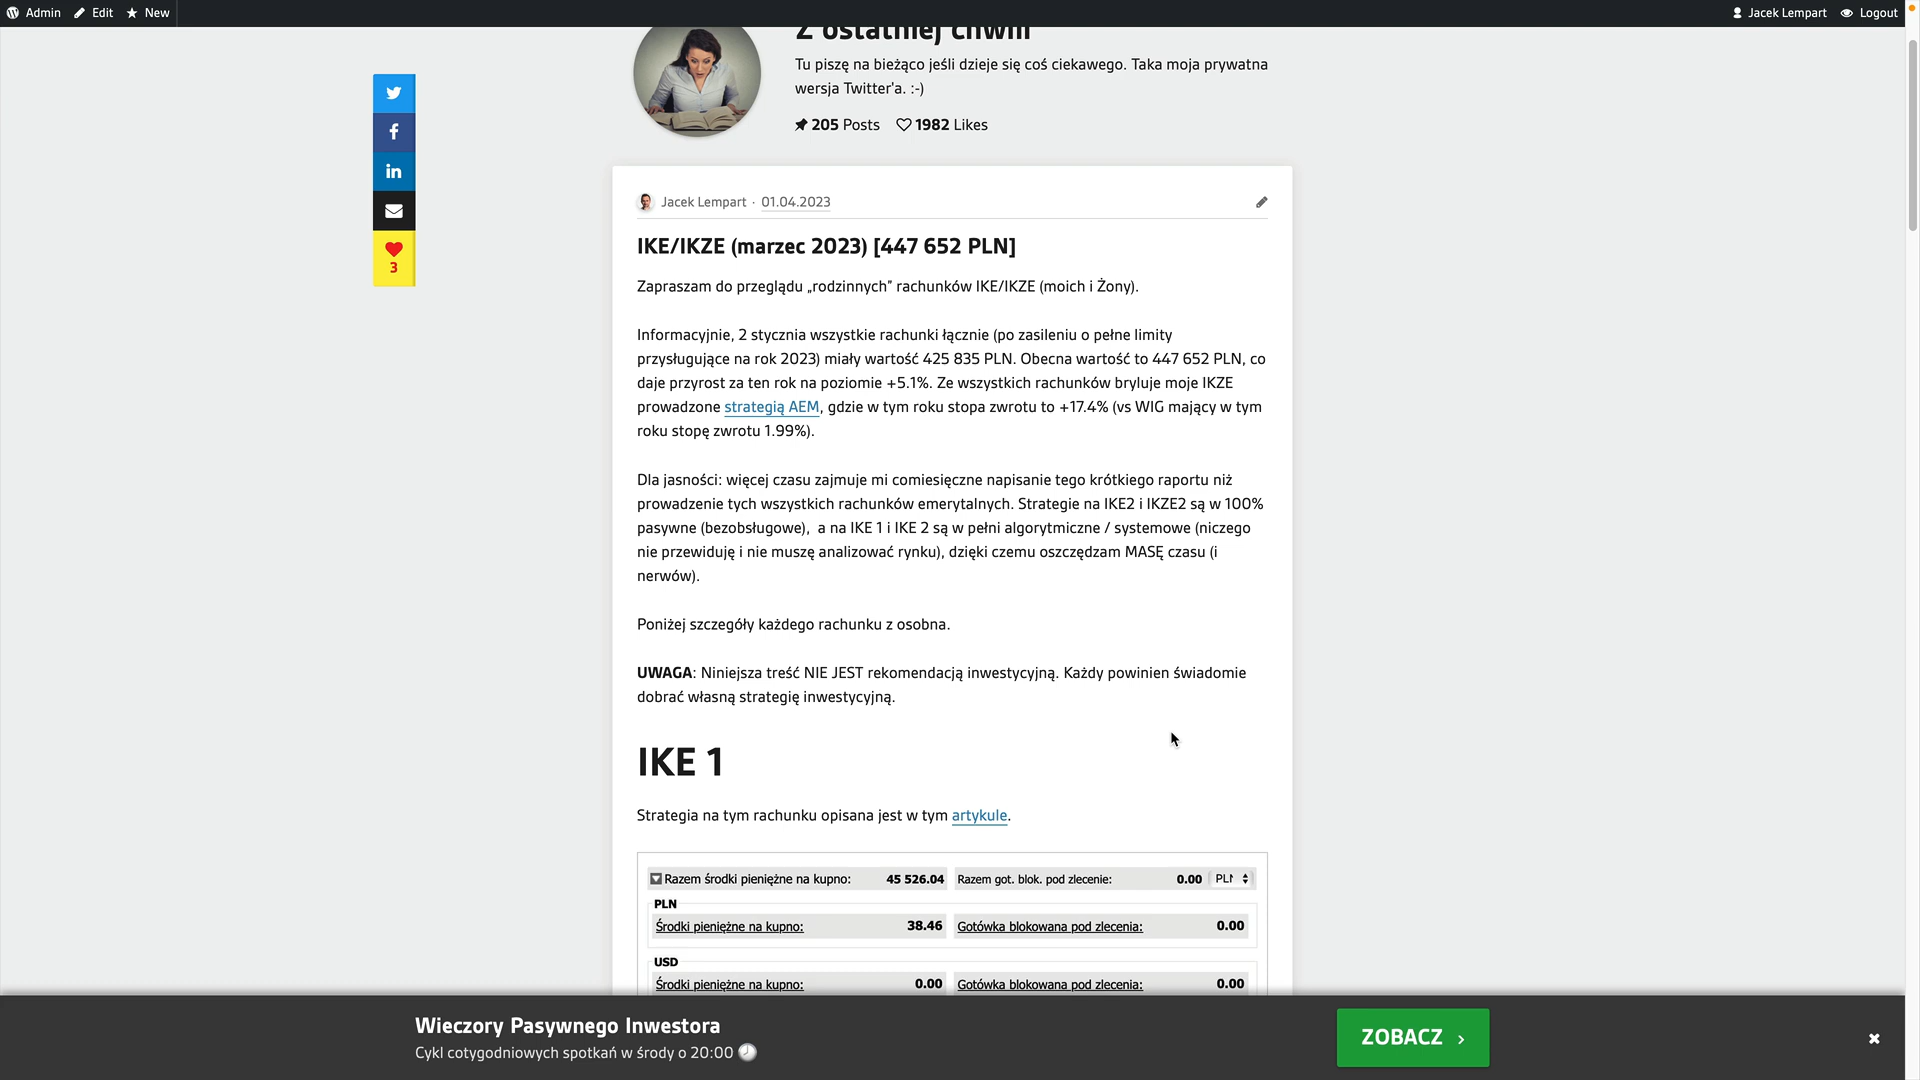 Admin Edit New Jacek Lempart Logout
Z ostatniej chwili
Tu piszę na bieżąco jeśli dzieje się coś ciekawego. Taka moja prywatna
wersja Twitter'a. :-)
205 Posts 1982 Likes
3
Jacek Lempart · 01.04.2023
IKE/IKZE (marzec 2023) [447 652 PLN]
Zapraszam do przeglądu „rodzinnych” rachunków IKE/IKZE (moich i Żony).
Informacyjnie, 2 stycznia wszystkie rachunki łącznie (po zasileniu o pełne limity
przysługujące na rok 2023) miały wartość 425 835 PLN. Obecna wartość to 447 652 PLN, co
daje przyrost za ten rok na poziomie +5.1%. Ze wszystkich rachunków bryluje moje IKZE
prowadzone strategią AEM, gdzie w tym roku stopa zwrotu to +17.4% (vs WIG mający w tym
roku stopę zwrotu 1.99%).
Dla jasności: więcej czasu zajmuje mi comiesięczne napisanie tego krótkiego raportu niż
prowadzenie tych wszystkich rachunków emerytalnych. Strategie na IKE2 i IKZE2 są w 100%
pasywne (bezobsługowe), a na IKE 1 i IKE 2 są w pełni algorytmiczne / systemowe (niczego
nie przewiduję i nie muszę analizować rynku), dzięki czemu oszczędzam MASĘ czasu (i
nerwów).
Poniżej szczegóły każdego rachunku z osobna.
UWAGA: Niniejsza treść NIE JEST rekomendacją inwestycyjną. Każdy powinien świadomie
dobrać własną strategię inwestycyjną.
IKE 1
Strategia na tym rachunku opisana jest w tym artykule.
Razem środki pieniężne na kupno: 45 526.04 Razem got. blok. pod zlecenie: 0.00 PLN
PLN
Środki pieniężne na kupno: 38.46 Gotówka blokowana pod zlecenia: 0.00
USD
Środki pieniężne na kupno: 0.00 Gotówka blokowana pod zlecenia: 0.00
Wieczory Pasywnego Inwestora
Cykl cotygodniowych spotkań w środy o 20:00
ZOBACZ